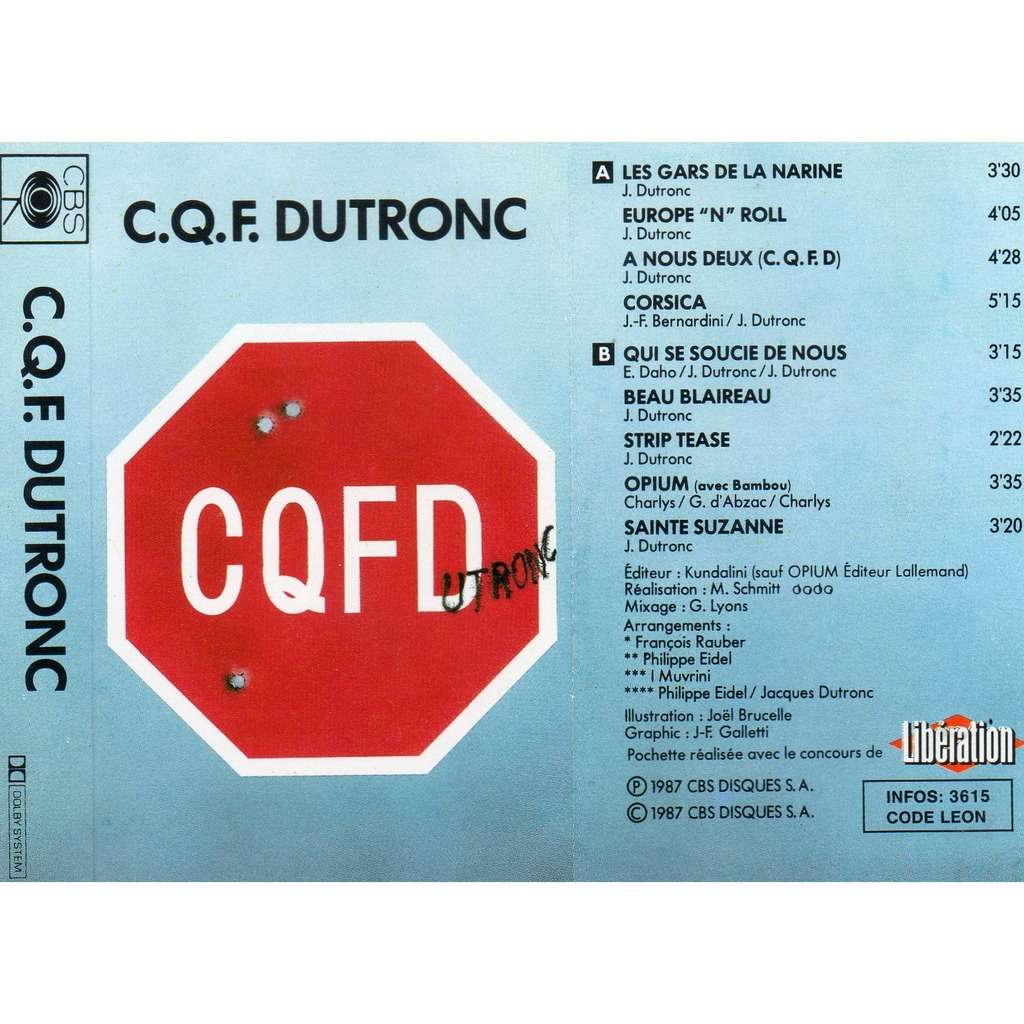 CBS
C.Q.F. DUTRONC
DOLBY SYSTEM
C.Q.F. DUTRONC
CQFD
UTRONC
A LES GARS DE LA NARINE 3'30
J. Dutronc
EUROPE “N” ROLL 4'05
J. Dutronc
A NOUS DEUX (C. Q. F. D) 4'28
J. Dutronc
CORSICA 5'15
J.-F. Bernardini / J. Dutronc
B QUI SE SOUCIE DE NOUS 3'15
E. Daho / J. Dutronc / J. Dutronc
BEAU BLAIREAU 3'35
J. Dutronc
STRIP TEASE 2'22
J. Dutronc
OPIUM (avec Bambou) 3'35
Charlys / G. d'Abzac / Charlys
SAINTE SUZANNE 3'20
J. Dutronc
Éditeur : Kundalini (sauf OPIUM Éditeur Lallemand)
Réalisation : M. Schmitt
Mixage : G. Lyons
Arrangements :
* François Rauber
** Philippe Eidel
*** I Muvrini
**** Philippe Eidel / Jacques Dutronc
Illustration : Joël Brucelle
Graphic : J-F. Galletti
Pochette réalisée avec le concours de Libération
Ⓟ 1987 CBS DISQUES S. A.
© 1987 CBS DISQUES S. A.
INFOS: 3615
CODE LEON